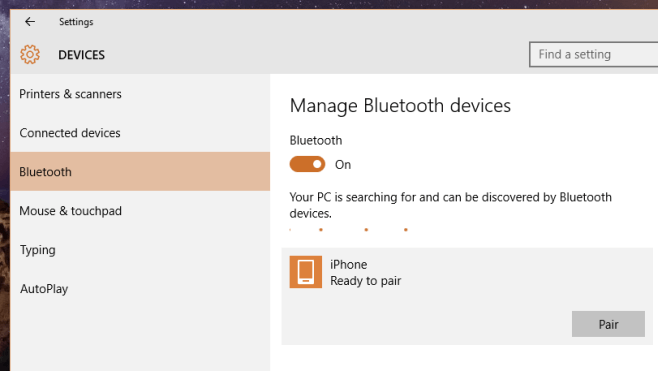 Settings
DEVICES
Find a setting
Printers & scanners
Connected devices
Bluetooth
Mouse & touchpad
Typing
AutoPlay
Manage Bluetooth devices
Bluetooth
On
Your PC is searching for and can be discovered by Bluetooth
devices.
iPhone
Ready to pair
Pair